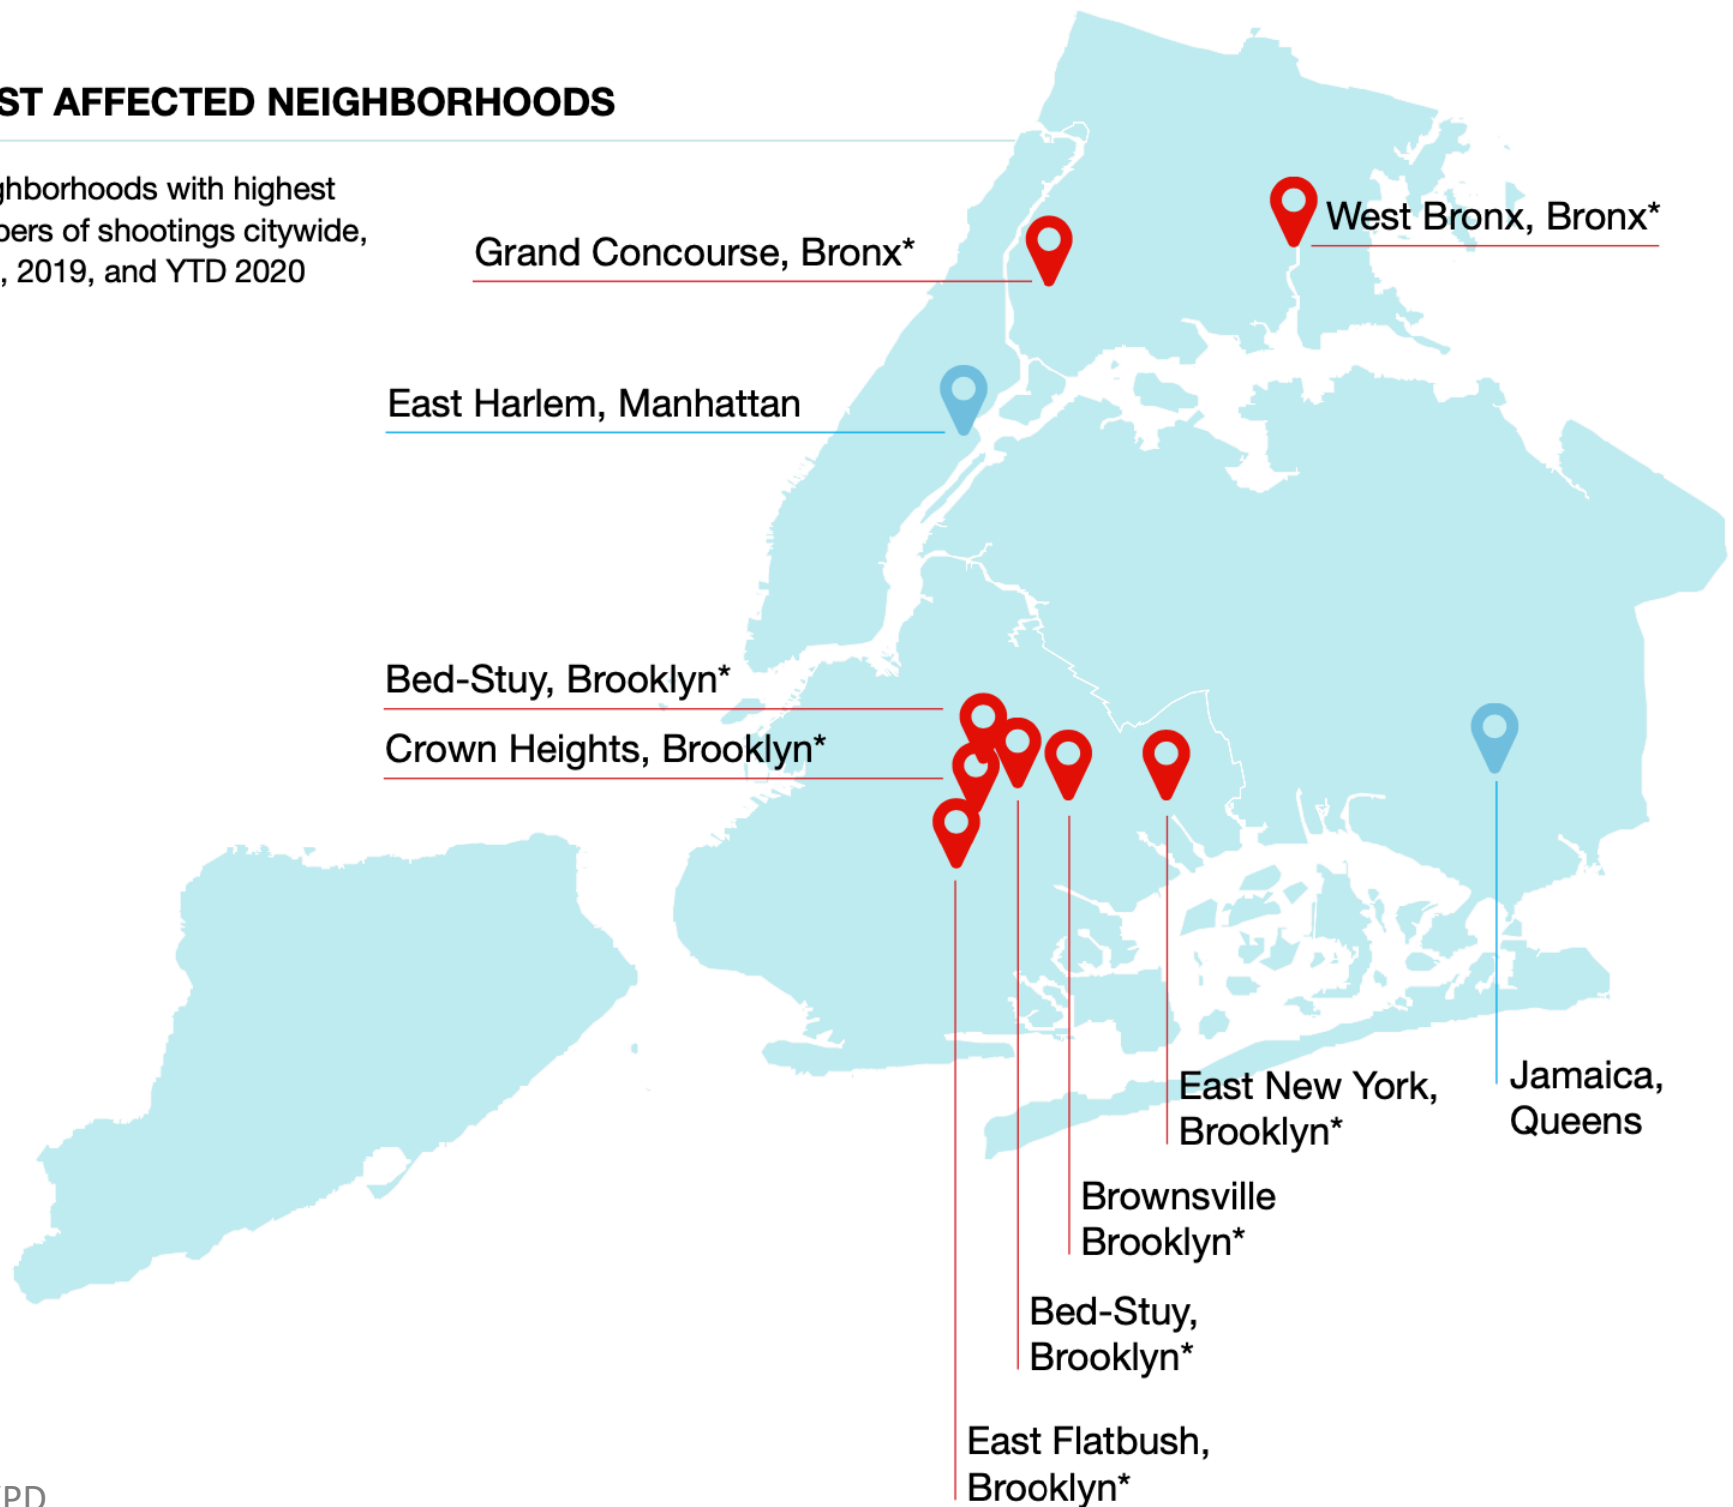 ST AFFECTED NEIGHBORHOODS
ghborhoods with highest
bers of shootings citywide,
, 2019, and YTD 2020
West Bronx, Bronx*
Grand Concourse, Bronx*
East Harlem, Manhattan
Bed-Stuy, Brooklyn*
Crown Heights, Brooklyn*
Jamaica,
Queens
East New York,
Brooklyn*
Brownsville
Brooklyn*
Bed-Stuy,
Brooklyn*
East Flatbush,
Brooklyn*
PD